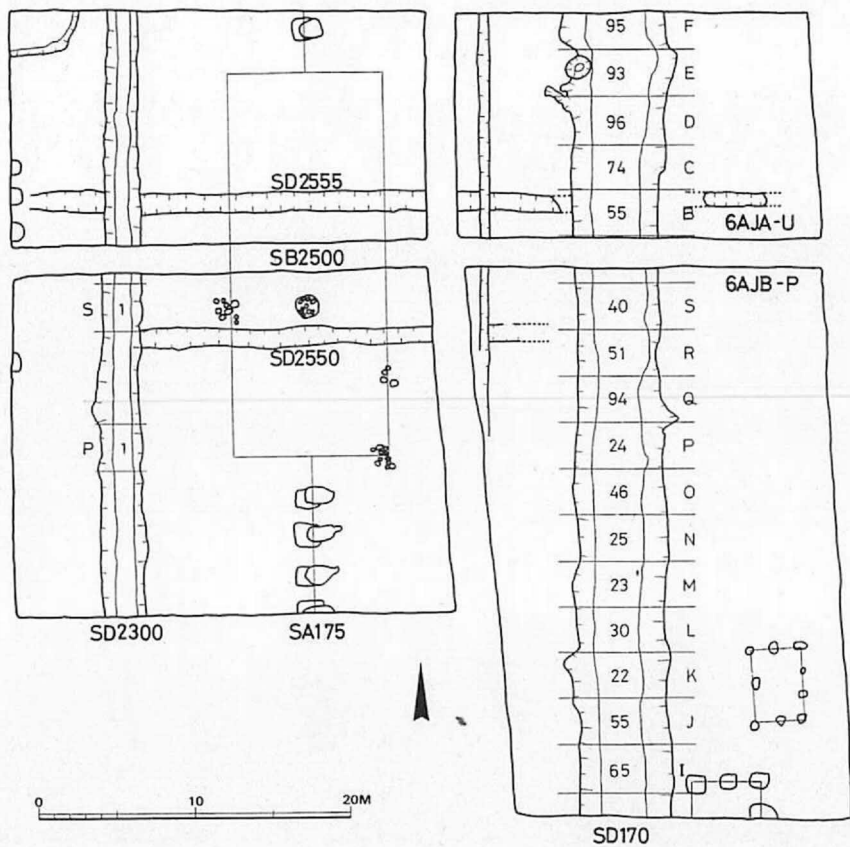 95 F
93 E
96 D
74 C
SD2555
55 B
6AJA-U
SB2500
6AJB-P
S 1
40 S
SD2550
51 R
94 Q
P 1
24 P
46 O
25 N
23 M
30 L
SD2300 SA175
22 K
55 J
65 I
0 10 20M
SD170